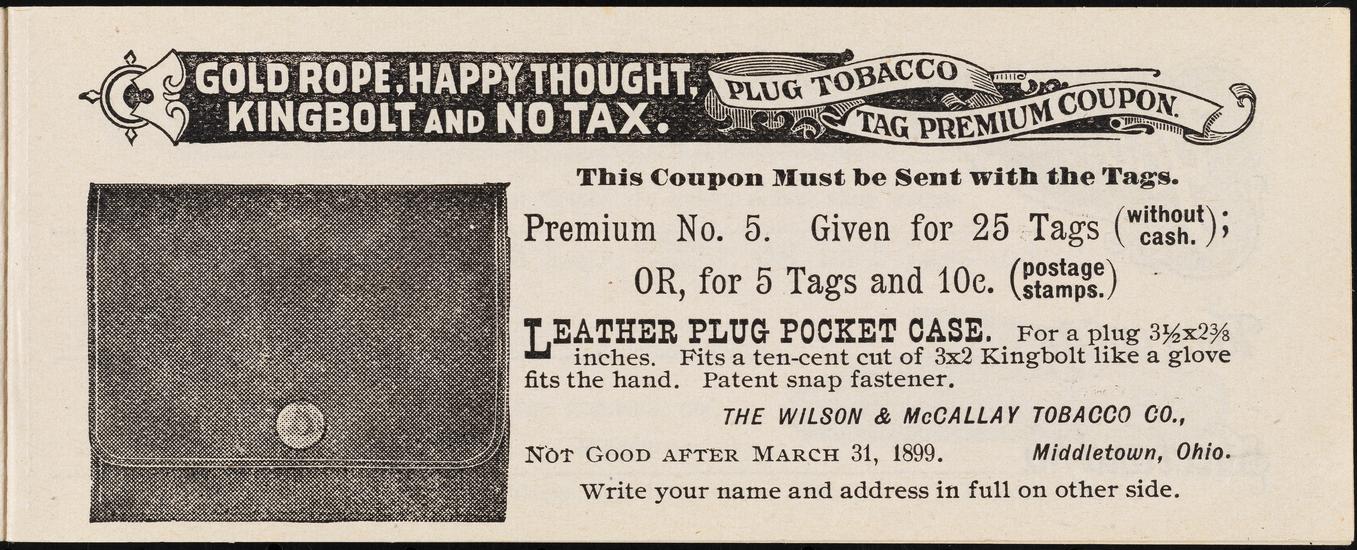 GOLD ROPE, HAPPY THOUGHT,
KINGBOLT AND NO TAX.
PLUG TOBACCO
TAG PREMIUM COUPON.
This Coupon Must be Sent with the Tags.
Premium No. 5. Given for 25 Tags (without cash.);
OR, for 5 Tags and 10c. (postage stamps.)
LEATHER PLUG POCKET CASE. For a plug 3½x2⅜
inches. Fits a ten-cent cut of 3x2 Kingbolt like a glove
fits the hand. Patent snap fastener.
THE WILSON & McCALLAY TOBACCO CO.,
NOT GOOD AFTER MARCH 31, 1899. Middletown, Ohio.
Write your name and address in full on other side.